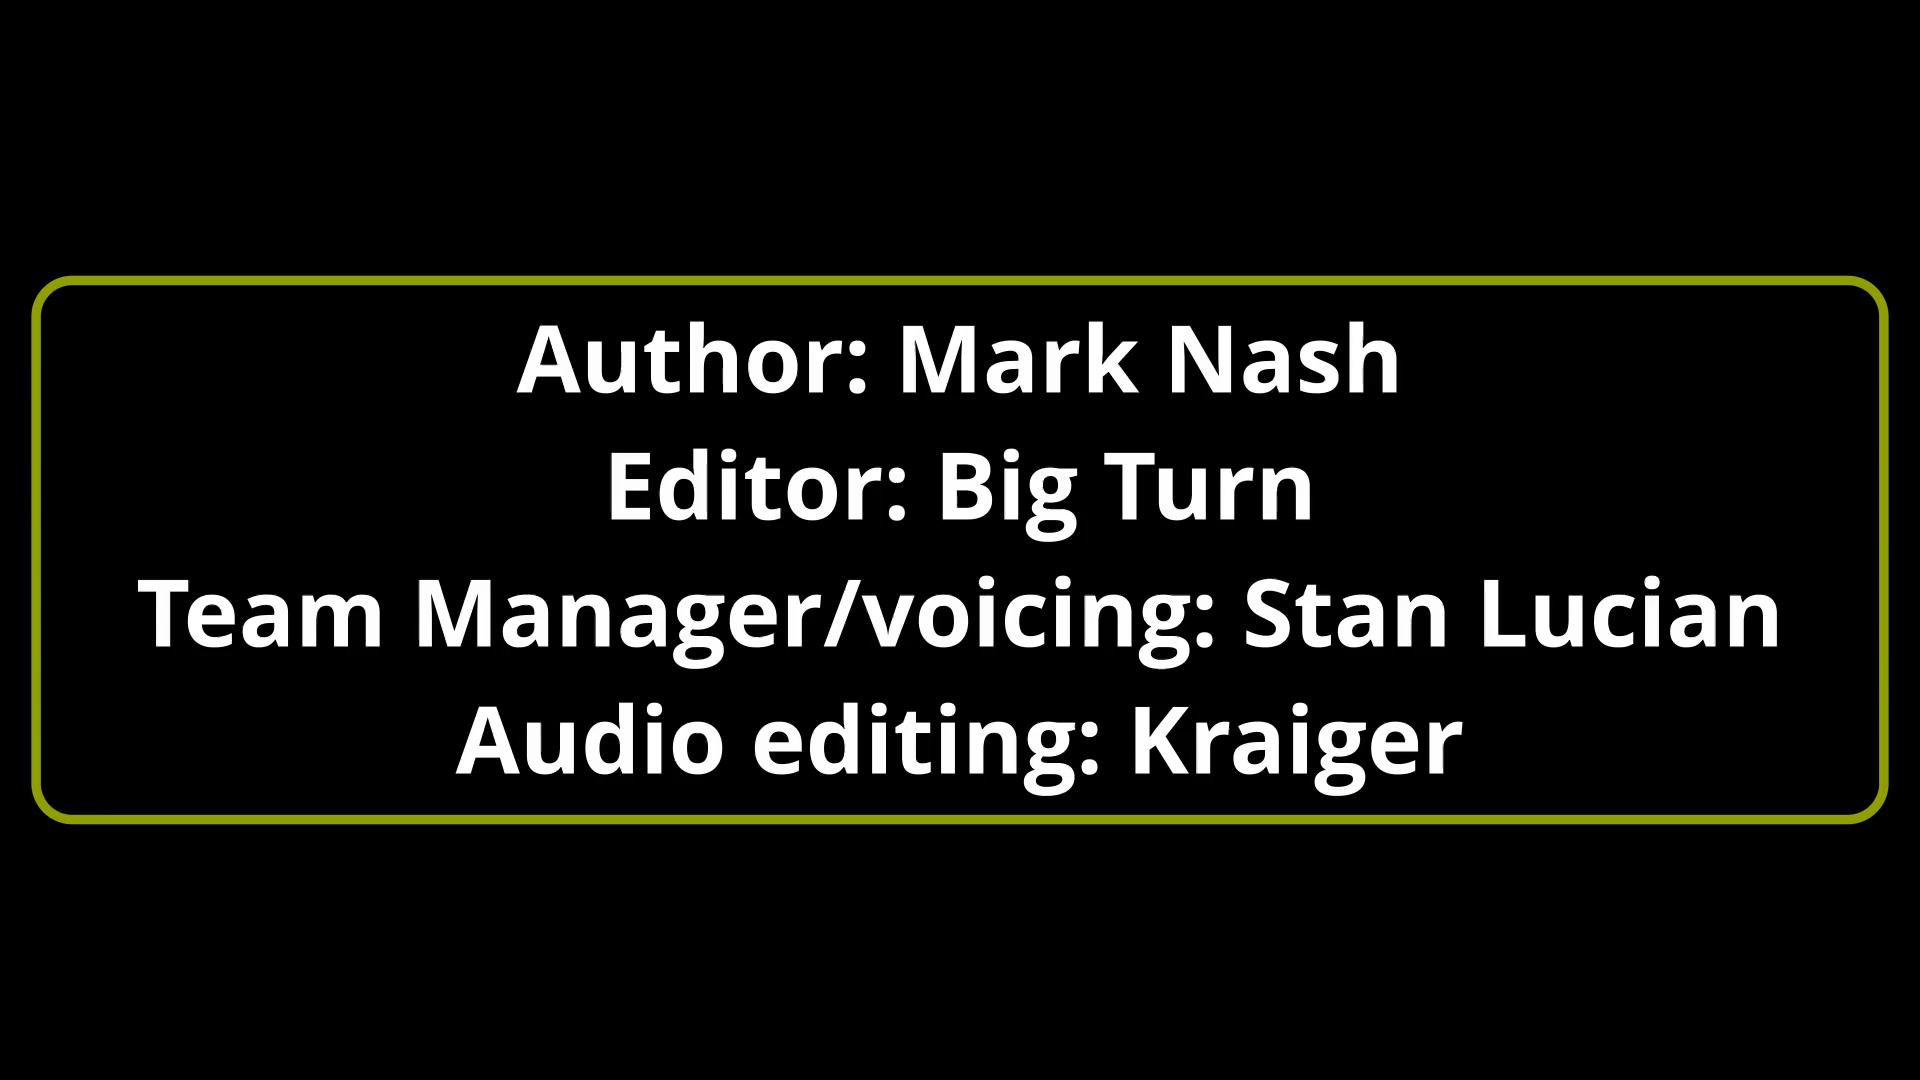 Author: Mark Nash
Editor: Big Turn
Team Manager/voicing: Stan Lucian
Audio editing: Kraiger